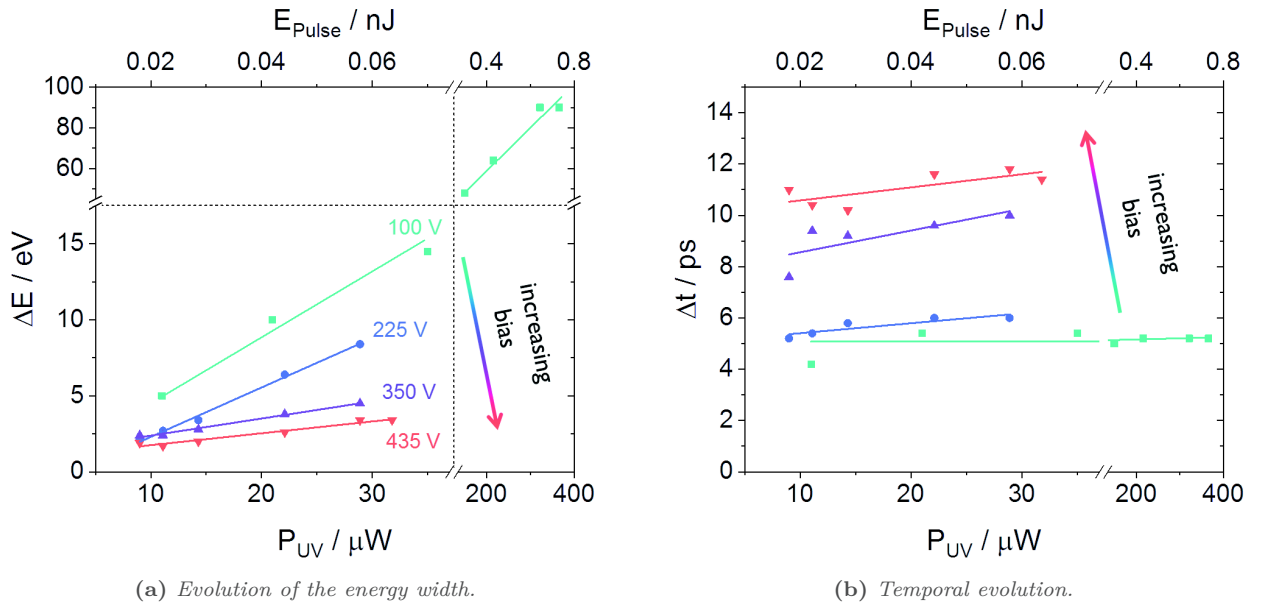 E_Pulse / nJ
0.02 0.04 0.06 0.4 0.8
100
80
60
15
10
5
0
ΔE / eV
100 V
225 V
350 V
435 V
increasing
bias
10 20 30 200 400
P_UV / μW
(a) Evolution of the energy width.
E_Pulse / nJ
0.02 0.04 0.06 0.4 0.8
14
12
10
8
6
4
2
0
Δt / ps
increasing
bias
10 20 30 200 400
P_UV / μW
(b) Temporal evolution.